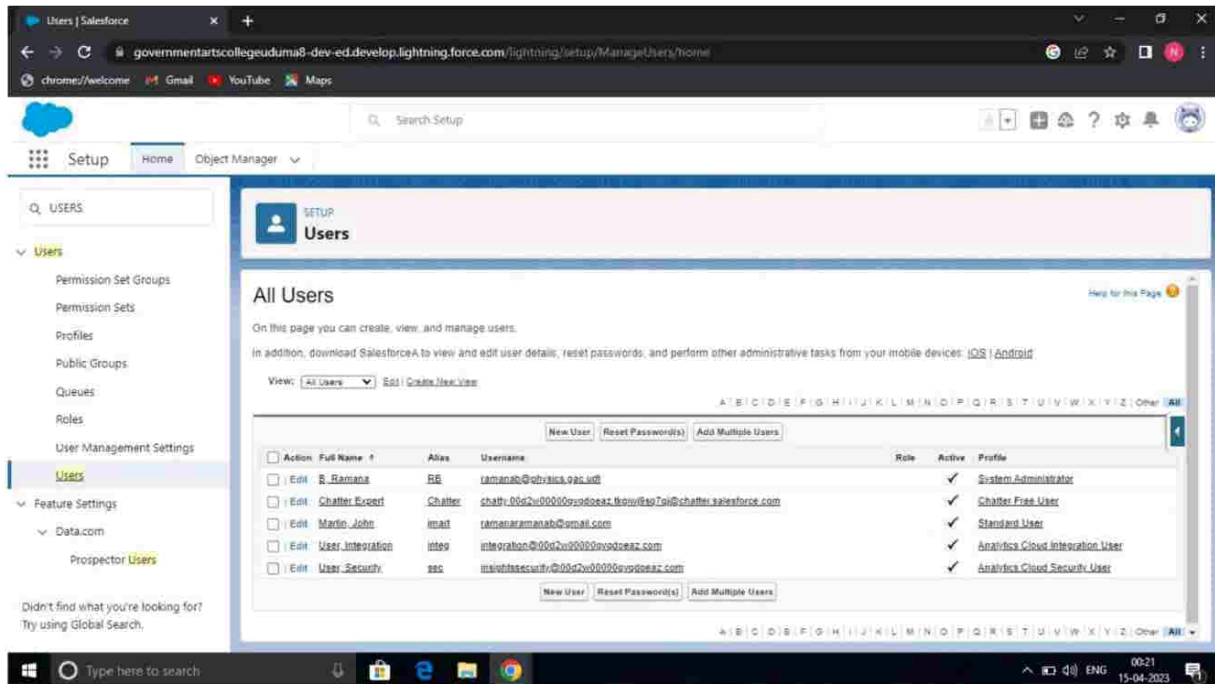 Users | Salesforce
governmentartscollegeuduma8-dev-ed.develop.lightning.force.com/lightning/setup/ManageUsers/home
N
chrome://welcome Gmail YouTube Maps
Search Setup
Setup Home Object Manager
USERS
Users
Permission Set Groups
Permission Sets
Profiles
Public Groups
Queues
Roles
User Management Settings
Users
Feature Settings
Data.com
Prospector Users
Didn't find what you're looking for?
Try using Global Search.
SETUP
Users
All Users
Help for this Page
On this page you can create, view, and manage users.
In addition, download SalesforceA to view and edit user details, reset passwords, and perform other administrative tasks from your mobile devices: iOS | Android
View: All Users Edit | Create New View
A | B | C | D | E | F | G | H | I | J | K | L | M | N | O | P | Q | R | S | T | U | V | W | X | Y | Z | Other All
New User Reset Password(s) Add Multiple Users
Action Full Name ↑ Alias Username Role Active Profile
Edit B, Ramana RB ramanab@physics.gac.udt System Administrator
Edit Chatter Expert Chatter Chatter Free User
Edit Martin, John jmart ramanaramanab@gmail.com Standard User
Edit User, Integration integ Analytics Cloud Integration User
Edit User, Security sec Analytics Cloud Security User
New User Reset Password(s) Add Multiple Users
A | B | C | D | E | F | G | H | I | J | K | L | M | N | O | P | Q | R | S | T | U | V | W | X | Y | Z | Other All
Type here to search
ENG
00:21
15-04-2023